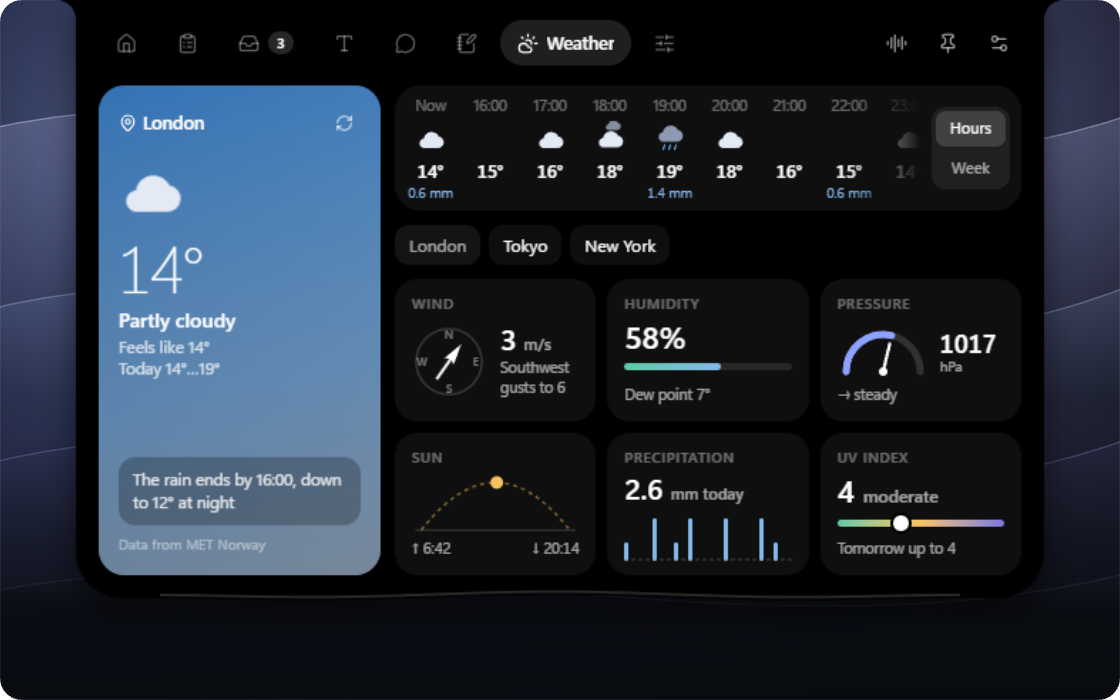 3
Weather
London
14°
Partly cloudy
Feels like 14°
Today 14°...19°
The rain ends by 16:00, down
to 12° at night
Data from MET Norway
Now 16:00 17:00 18:00 19:00 20:00 21:00 22:00 23:0
14° 15° 16° 18° 19° 18° 16° 15° 14
0.6 mm 1.4 mm 0.6 mm
Hours
Week
London Tokyo New York
WIND
N
W E
S
3 m/s
Southwest
gusts to 6
HUMIDITY
58%
Dew point 7°
PRESSURE
1017
hPa
→ steady
SUN
↑ 6:42 ↓ 20:14
PRECIPITATION
2.6 mm today
UV INDEX
4 moderate
Tomorrow up to 4